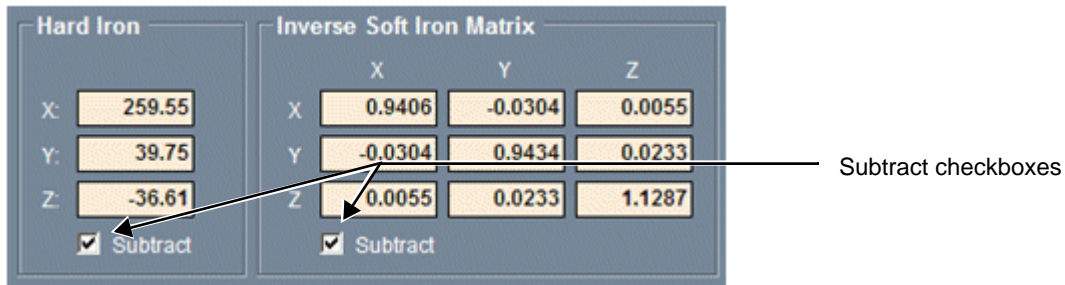 Hard Iron
X: 259.55
Y: 39.75
Z: -36.61
Subtract
Inverse Soft Iron Matrix
X Y Z
X 0.9406 -0.0304 0.0055
Y -0.0304 0.9434 0.0233
Z 0.0055 0.0233 1.1287
Subtract
Subtract checkboxes